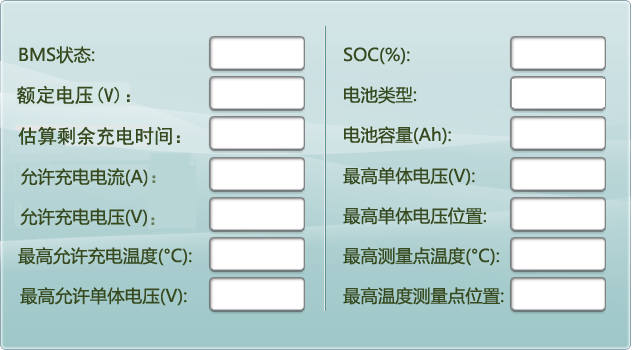 BMS状态:
额定电压(V)：
估算剩余充电时间：
允许充电电流(A)：
允许充电电压(V)：
最高允许充电温度(°C):
最高允许单体电压(V):
SOC(%):
电池类型:
电池容量(Ah):
最高单体电压(V):
最高单体电压位置:
最高测量点温度(°C):
最高温度测量点位置: